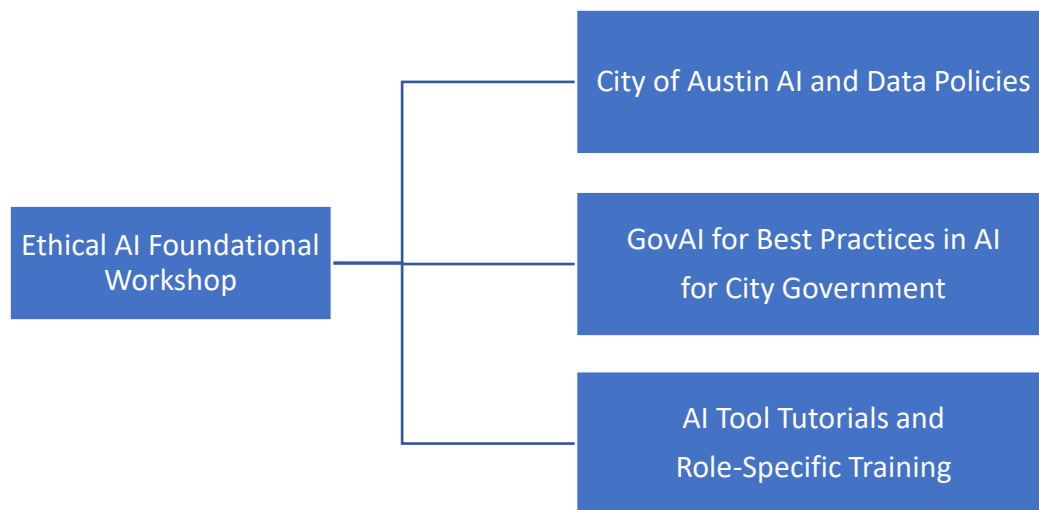 City of Austin AI and Data Policies
Ethical AI Foundational
Workshop
GovAI for Best Practices in AI
for City Government
AI Tool Tutorials and
Role-Specific Training